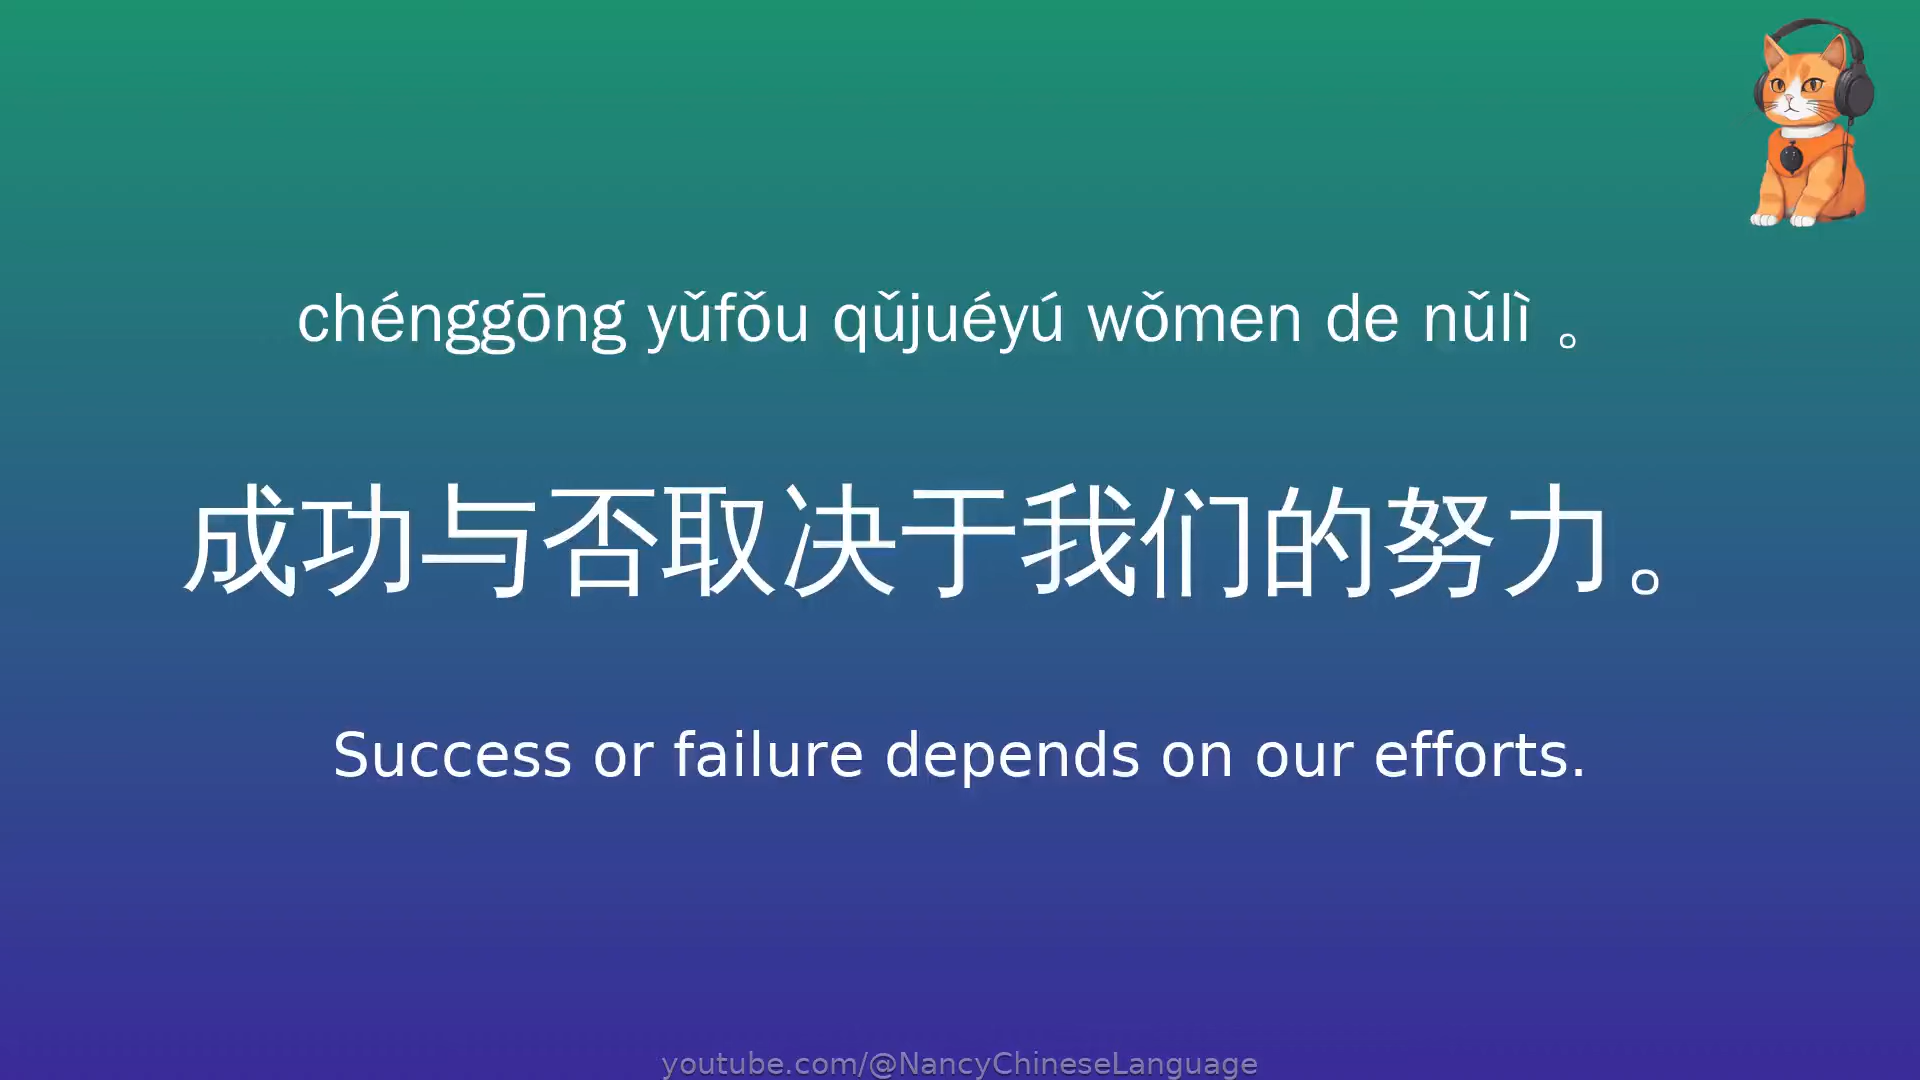 chénggōng yǔfǒu qǔjuéyú wǒmen de nǔlì 。
成功与否取决于我们的努力。
Success or failure depends on our efforts.
youtube.com/@NancyChineseLanguage